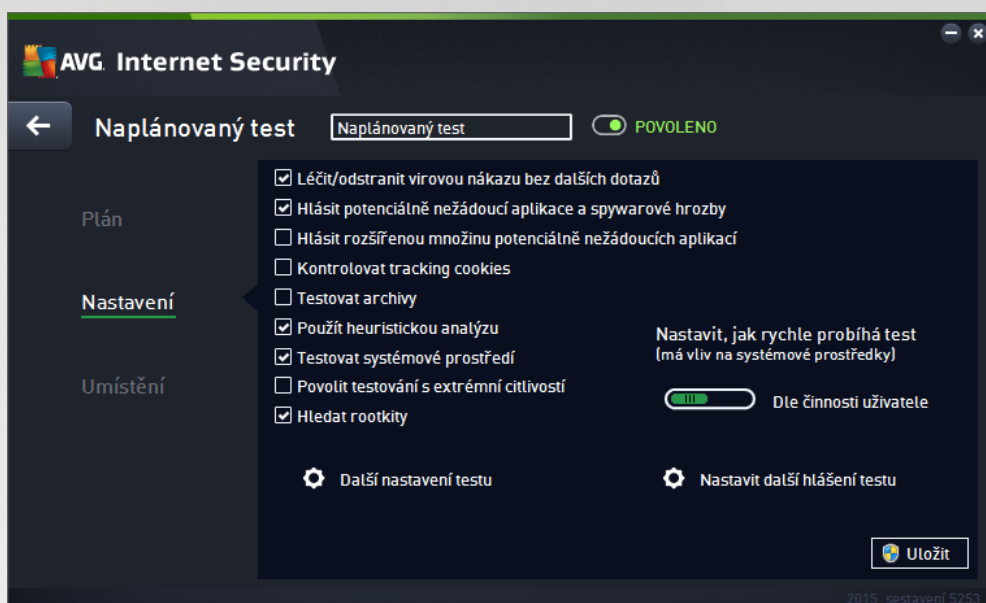 AVG Internet Security
Naplánovaný test
Naplánovaný test
POVOLENO
Plán
Nastavení
Umístění
Léčit/odstranit virovou nákazu bez dalších dotazů
Hlásit potenciálně nežádoucí aplikace a spywarové hrozby
Hlásit rozšířenou množinu potenciálně nežádoucích aplikací
Kontrolovat tracking cookies
Testovat archivy
Použít heuristickou analýzu
Testovat systémové prostředí
Povolit testování s extrémní citlivostí
Hledat rootkity
Nastavit, jak rychle probíhá test
(má vliv na systémové prostředky)
Dle činnosti uživatele
Další nastavení testu
Nastavit další hlášení testu
Uložit
2015 sestavení 5253